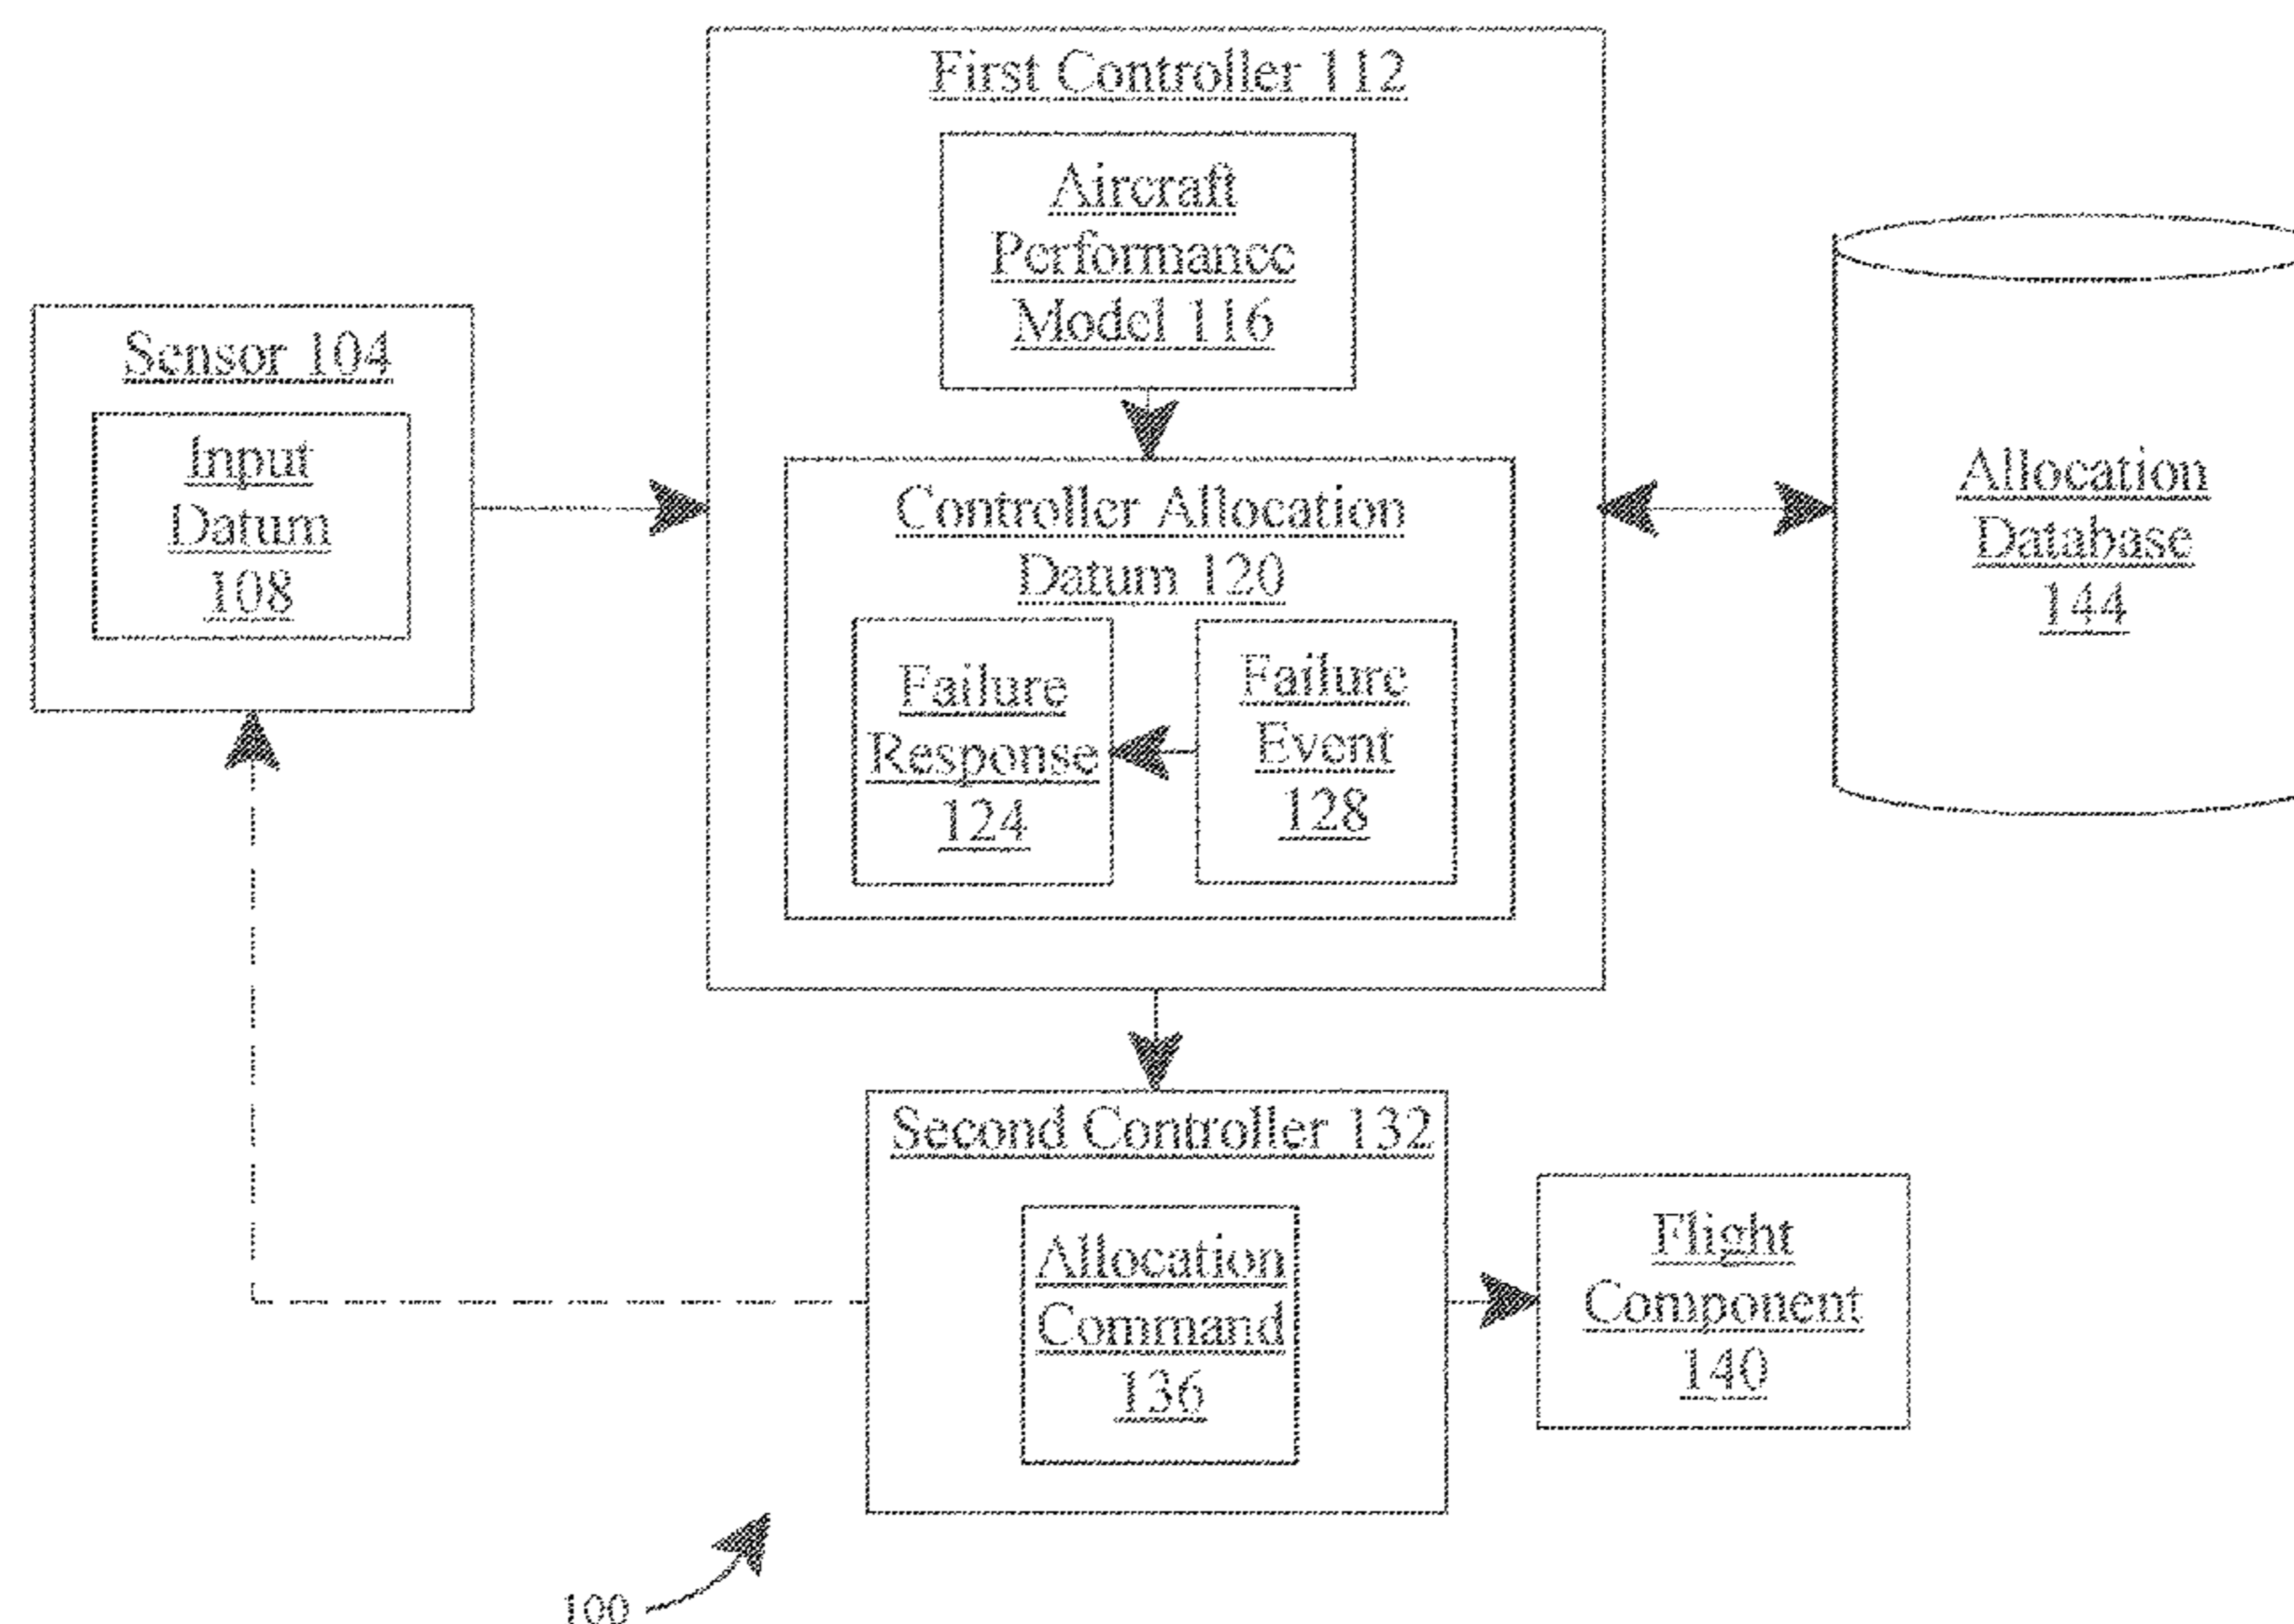 First Controller 112
Aircraft
Performance
Model 116
Sensor 104
Input
Datum
108
Controller Allocation
Datum 120
Failure
Response
124
Failure
Event
128
Allocation
Database
144
Second Controller 132
Allocation
Command
136
Flight
Component
140
100